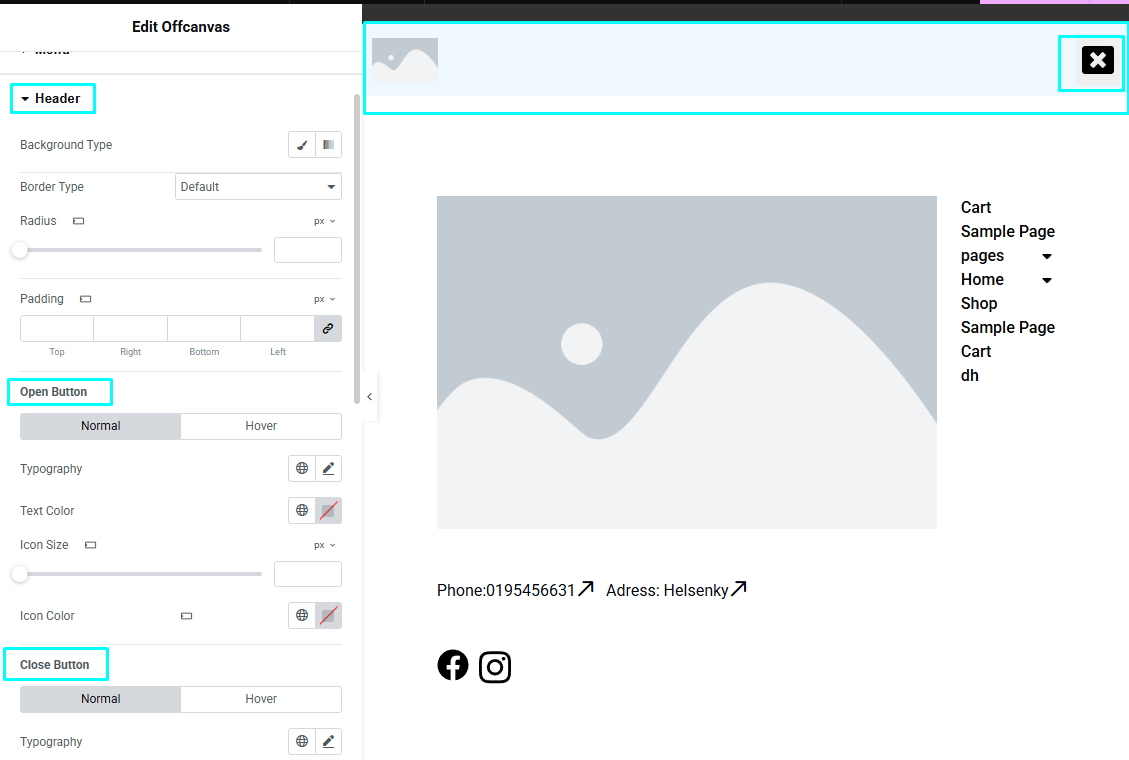 Edit Offcanvas
Menu
Header
Background Type
Border Type
Default
Radius
px
Padding
px
Top
Right
Bottom
Left
Open Button
Normal
Hover
Typography
Text Color
Icon Size
px
Icon Color
Close Button
Normal
Hover
Typography
Cart
Sample Page
pages
Home
Shop
Sample Page
Cart
dh
Phone:0195456631
Adress: Helsenky